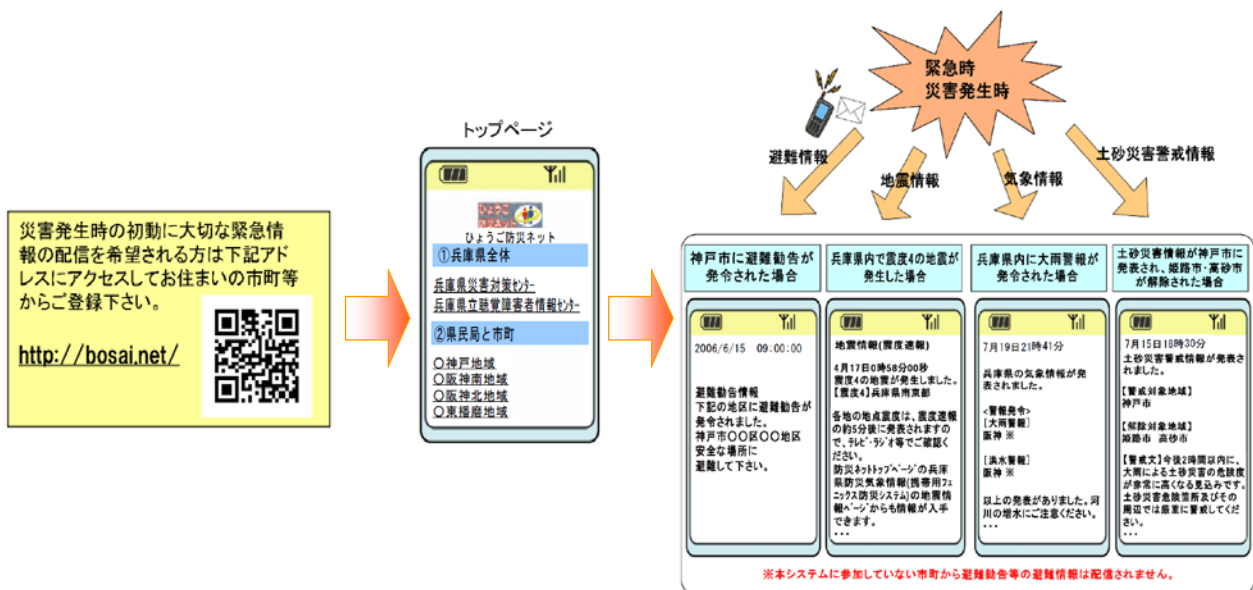 災害発生時の初動に大切な緊急情
報の配信を希望される方は下記アド
レスにアクセスしてお住まいの市町等
からご登録下さい。
http://bosai.net/
トップページ
ひょうご
防災ネット
ひょうご防災ネット
①兵庫県全体
兵庫県災害対策センター
兵庫県立聴覚障害者情報センター
②県民局と市町
〇神戸地域
〇阪神南地域
〇阪神北地域
〇東播磨地域
緊急時
災害発生時
避難情報
地震情報
気象情報
土砂災害警戒情報
神戸市に避難勧告が
発令された場合
2006/6/15 09:00:00
避難勧告情報
下記の地区に避難勧告が
発令されました。
神戸市〇〇区〇〇地区
安全な場所に
避難して下さい。
兵庫県内で震度4の地震が
発生した場合
地震情報(震度速報)
4月17日0時58分00秒
震度4の地震が発生しました。
【震度4】兵庫県南東部
各地の地点震度は、震度速報
の約5分後に発表されますの
で、テレビ・ラジオ等でご確認く
ださい。
防災ネットトップページの兵庫
県防災気象情報(携帯用フェ
ニックス防災システム)の地震情
報ページからも情報が入手
できます。
・・・
兵庫県内に大雨警報が
発令された場合
7月19日21時41分
兵庫県の気象情報が発
表されました。
<警報発令>
[大雨警報]
阪神 ※
[洪水警報]
阪神 ※
以上の発表がありました。河
川の増水にご注意ください。
・・・
土砂災害情報が神戸市に
発表され、姫路市・高砂市
が解除された場合
7月15日18時30分
土砂災害警戒情報が発表さ
れました。
【警戒対象地域】
神戸市
【解除対象地域】
姫路市 高砂市
【警戒文】今後2時間以内に、
大雨による土砂災害の危険度
が非常に高くなる見込みです。
土砂災害危険箇所及びその
周辺では厳重に警戒してくだ
さい。
・・・
※本システムに参加していない市町から避難勧告等の避難情報は配信されません。